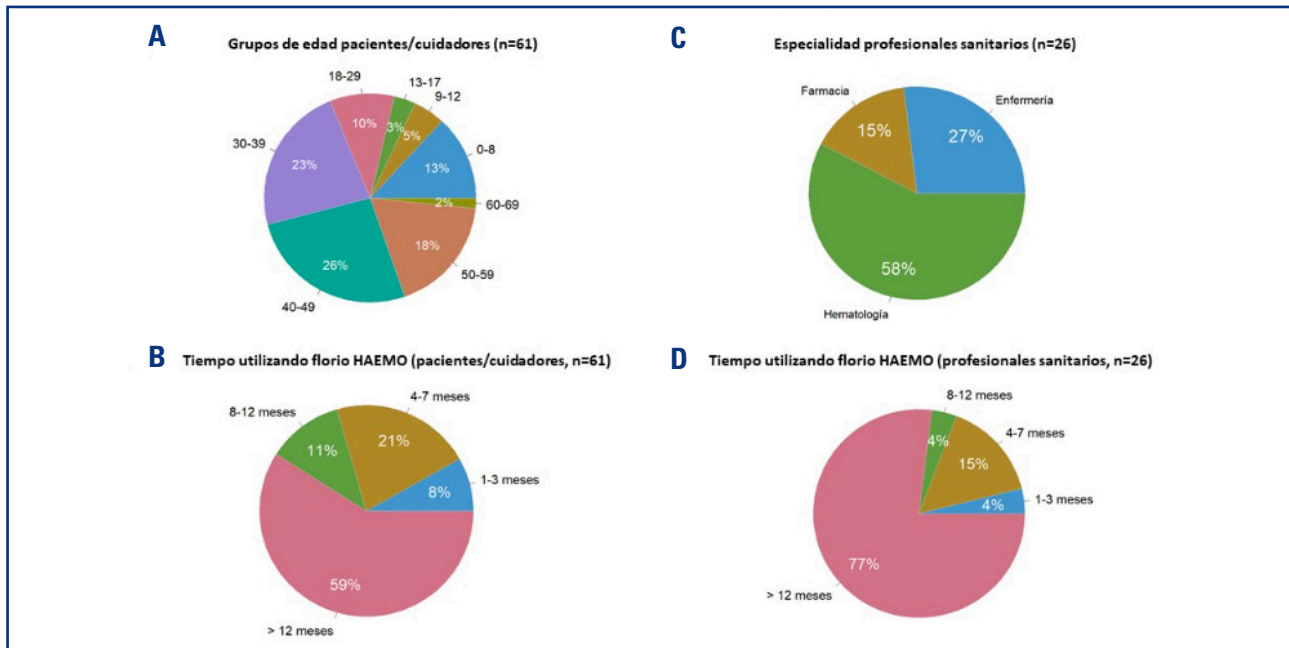 A
Grupos de edad pacientes/cuidadores (n=61)
18-29
13-17
9-12
0-8
60-69
50-59
40-49
30-39
10%
3%
5%
13%
2%
18%
26%
23%
B
Tiempo utilizando florio HAEMO (pacientes/cuidadores, n=61)
8-12 meses
4-7 meses
1-3 meses
> 12 meses
11%
21%
8%
59%
C
Especialidad profesionales sanitarios (n=26)
Farmacia
Enfermería
Hematología
15%
27%
58%
D
Tiempo utilizando florio HAEMO (profesionales sanitarios, n=26)
8-12 meses
4-7 meses
1-3 meses
> 12 meses
4%
15%
4%
77%